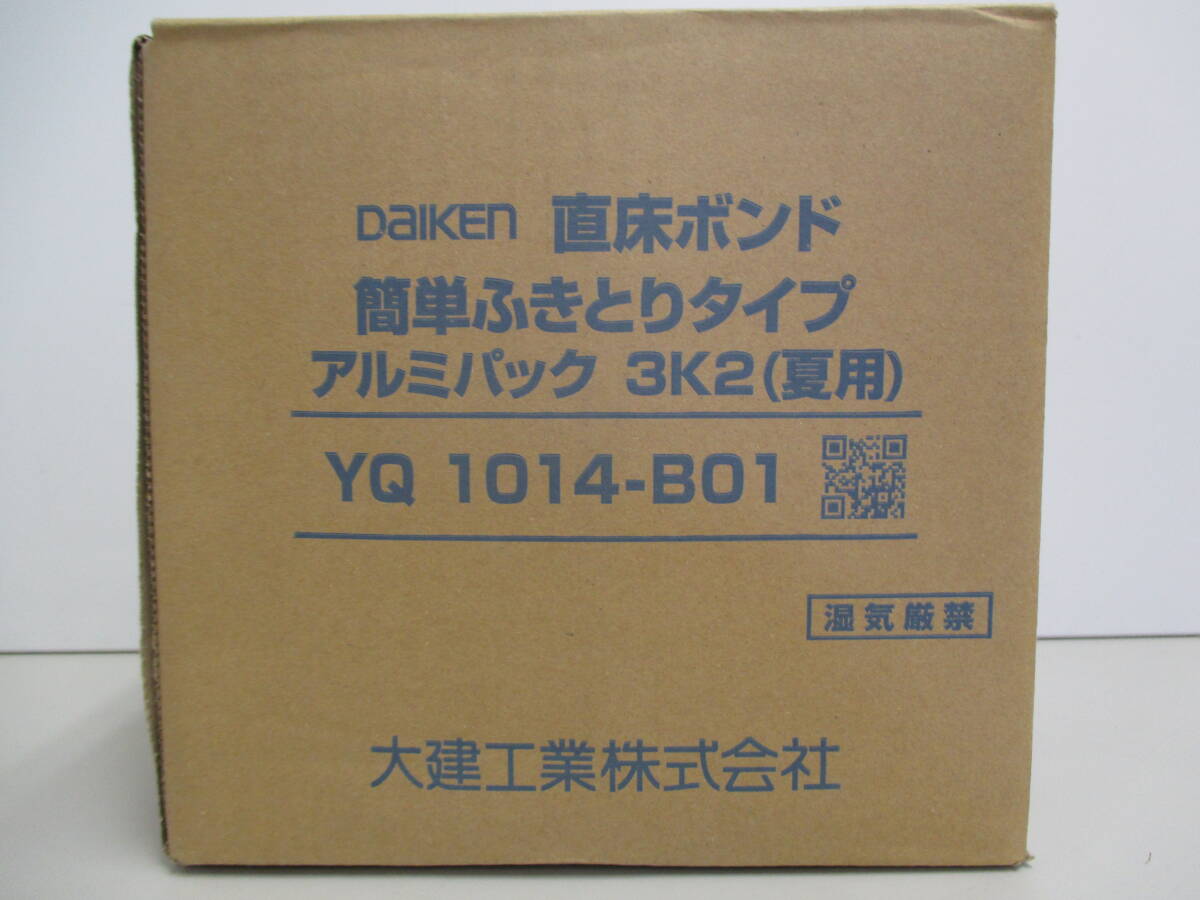 DAIKEN 直床ボンド
簡単ふきとりタイプ
アルミパック 3K2(夏用)
YQ 1014-B01
湿気厳禁
大建工業株式会社